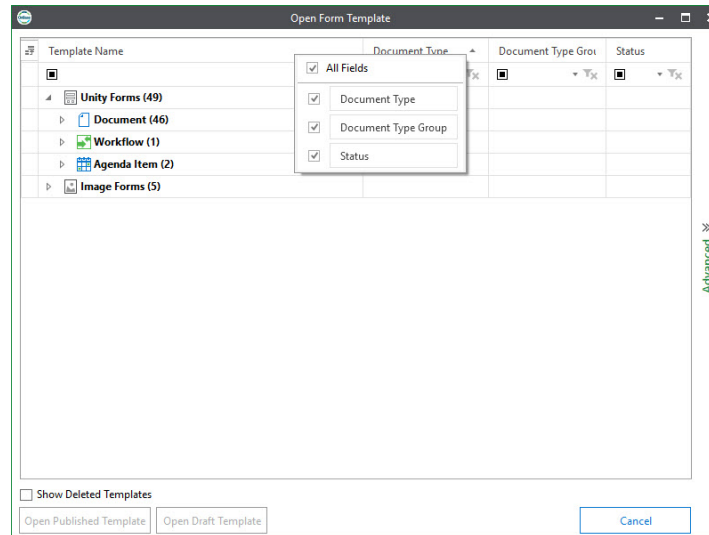 Open Form Template
Template Name
Document Type
Document Type Grou
Status
All Fields
Document Type
Document Type Group
Status
Unity Forms (49)
Document (46)
Workflow (1)
Agenda Item (2)
Image Forms (5)
Advanced
Show Deleted Templates
Open Published Template
Open Draft Template
Cancel